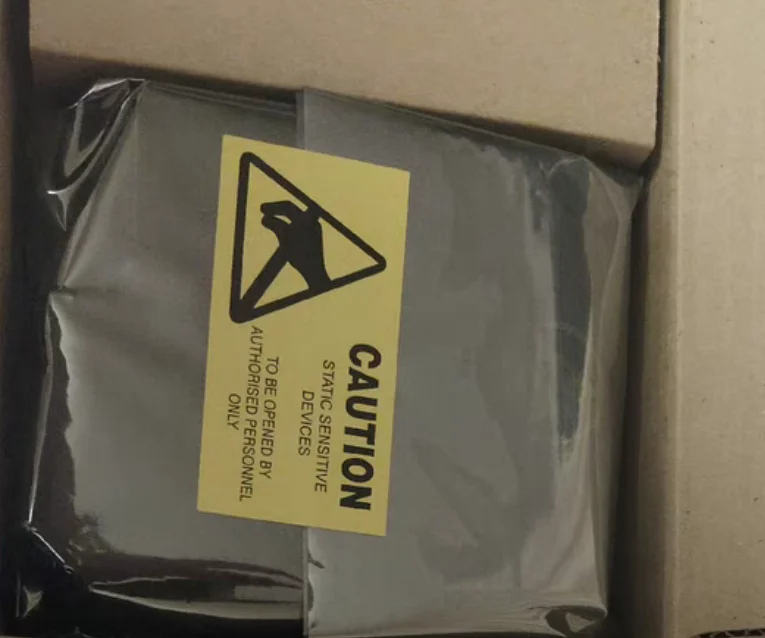 CAUTION
STATIC SENSITIVE
DEVICES
TO BE OPENED BY
AUTHORISED PERSONNEL
ONLY